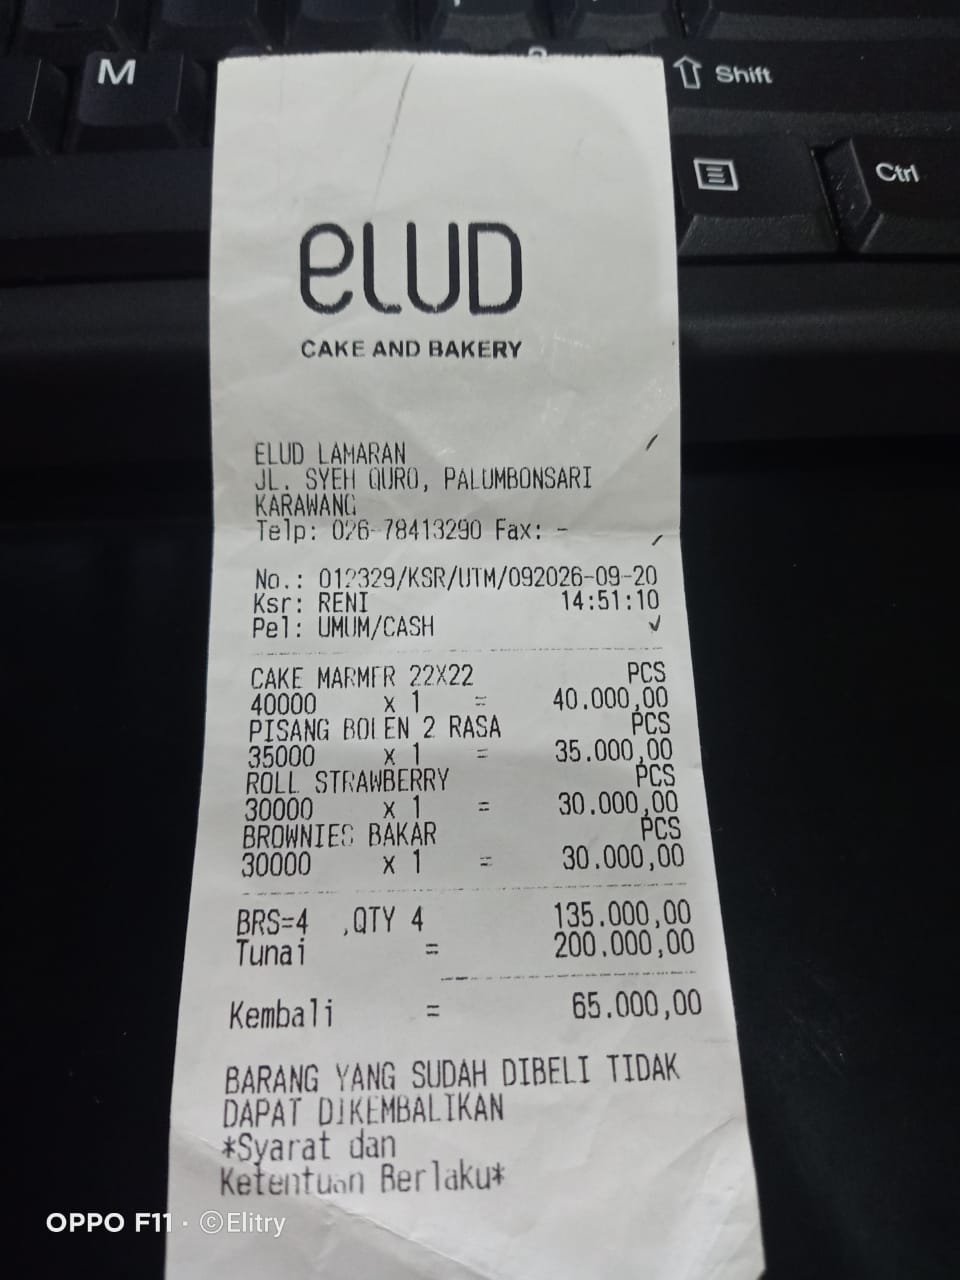 M
Shift
Ctrl
eLUD
CAKE AND BAKERY
ELUD LAMARAN
JL. SYEH QURO, PALUMBONSARI
KARAWANG
Telp: 026-78413290 Fax: -
No.: 012329/KSR/UTM/092026-09-20
Ksr: RENI 14:51:10
Pel: UMUM/CASH
CAKE MARMER 22X22 PCS
40000 x 1 = 40.000,00
PISANG BOLEN 2 RASA PCS
35000 x 1 = 35.000,00
ROLL STRAWBERRY PCS
30000 x 1 = 30.000,00
BROWNIES BAKAR PCS
30000 x 1 = 30.000,00
BRS=4 ,QTY 4 135.000,00
Tunai = 200.000,00
Kembali = 65.000,00
BARANG YANG SUDAH DIBELI TIDAK
DAPAT DIKEMBALIKAN
*Syarat dan
Ketentuan Berlaku*
OPPO F11 · ©Elitry